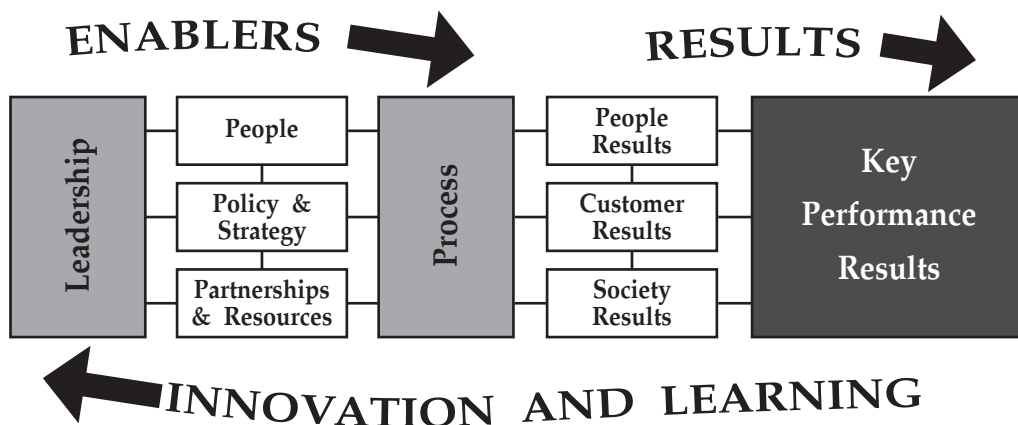 ENABLERS
RESULTS
Leadership
People
Policy &
Strategy
Partnerships
& Resources
Process
People
Results
Customer
Results
Society
Results
Key
Performance
Results
INNOVATION AND LEARNING